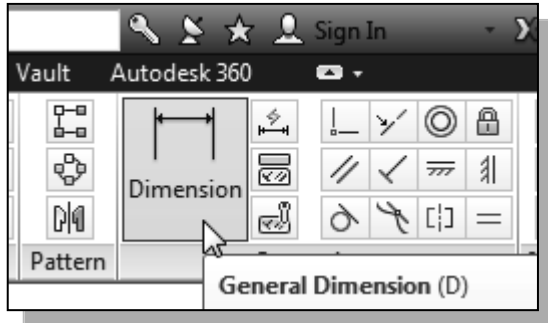 Sign In
Vault Autodesk 360
Dimension
Pattern
General Dimension (D)